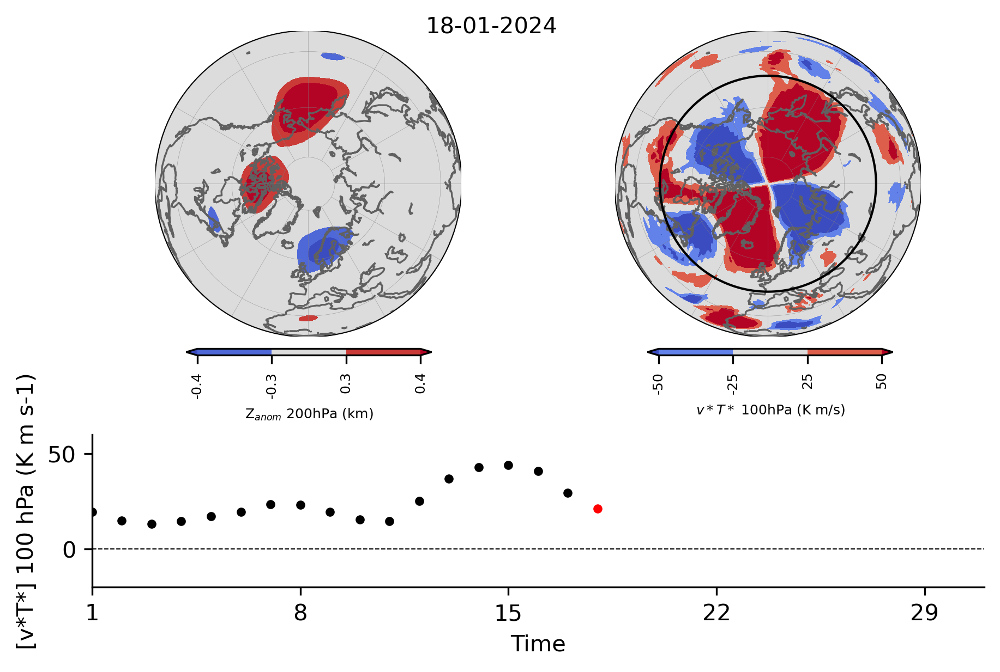 18-01-2024
-0.4 -0.3 0.3 0.4
Zanom 200hPa (km)
-50 -25 25 50
v*T* 100hPa (K m/s)
[v*T*] 100 hPa (K m s-1)
50
0
1 8 15 22 29
Time